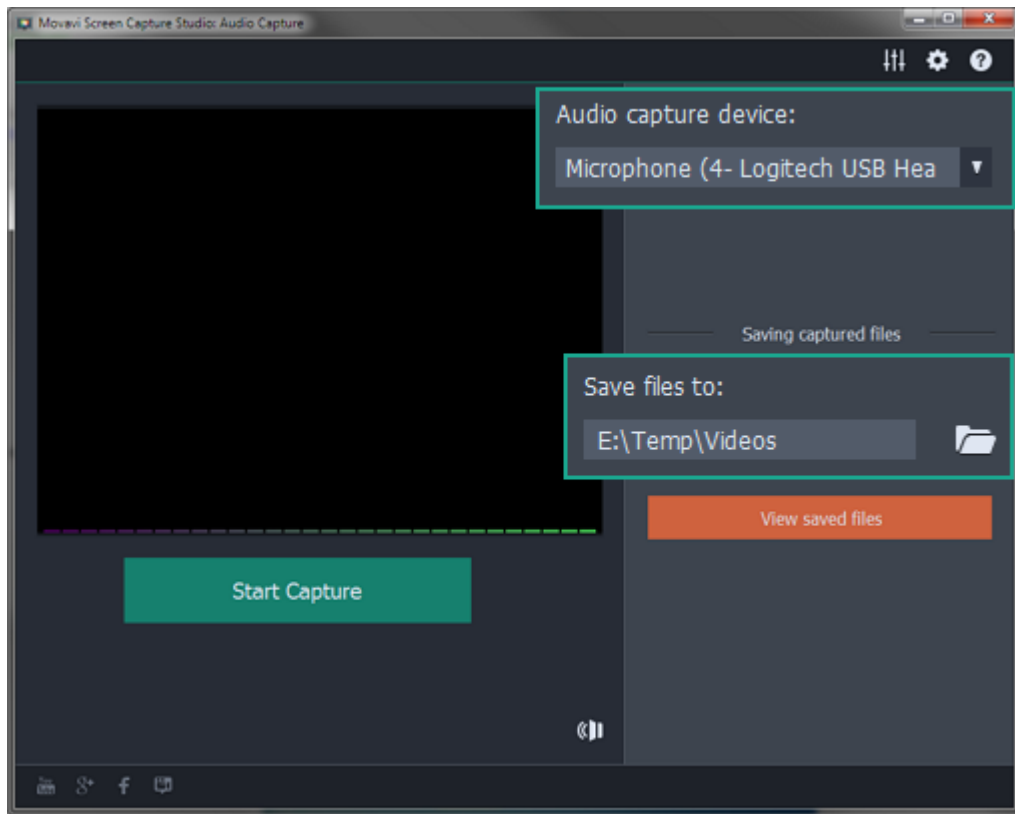 Movavi Screen Capture Studio: Audio Capture
Audio capture device:
Microphone (4- Logitech USB Hea
Saving captured files
Save files to:
E:\Temp\Videos
View saved files
Start Capture